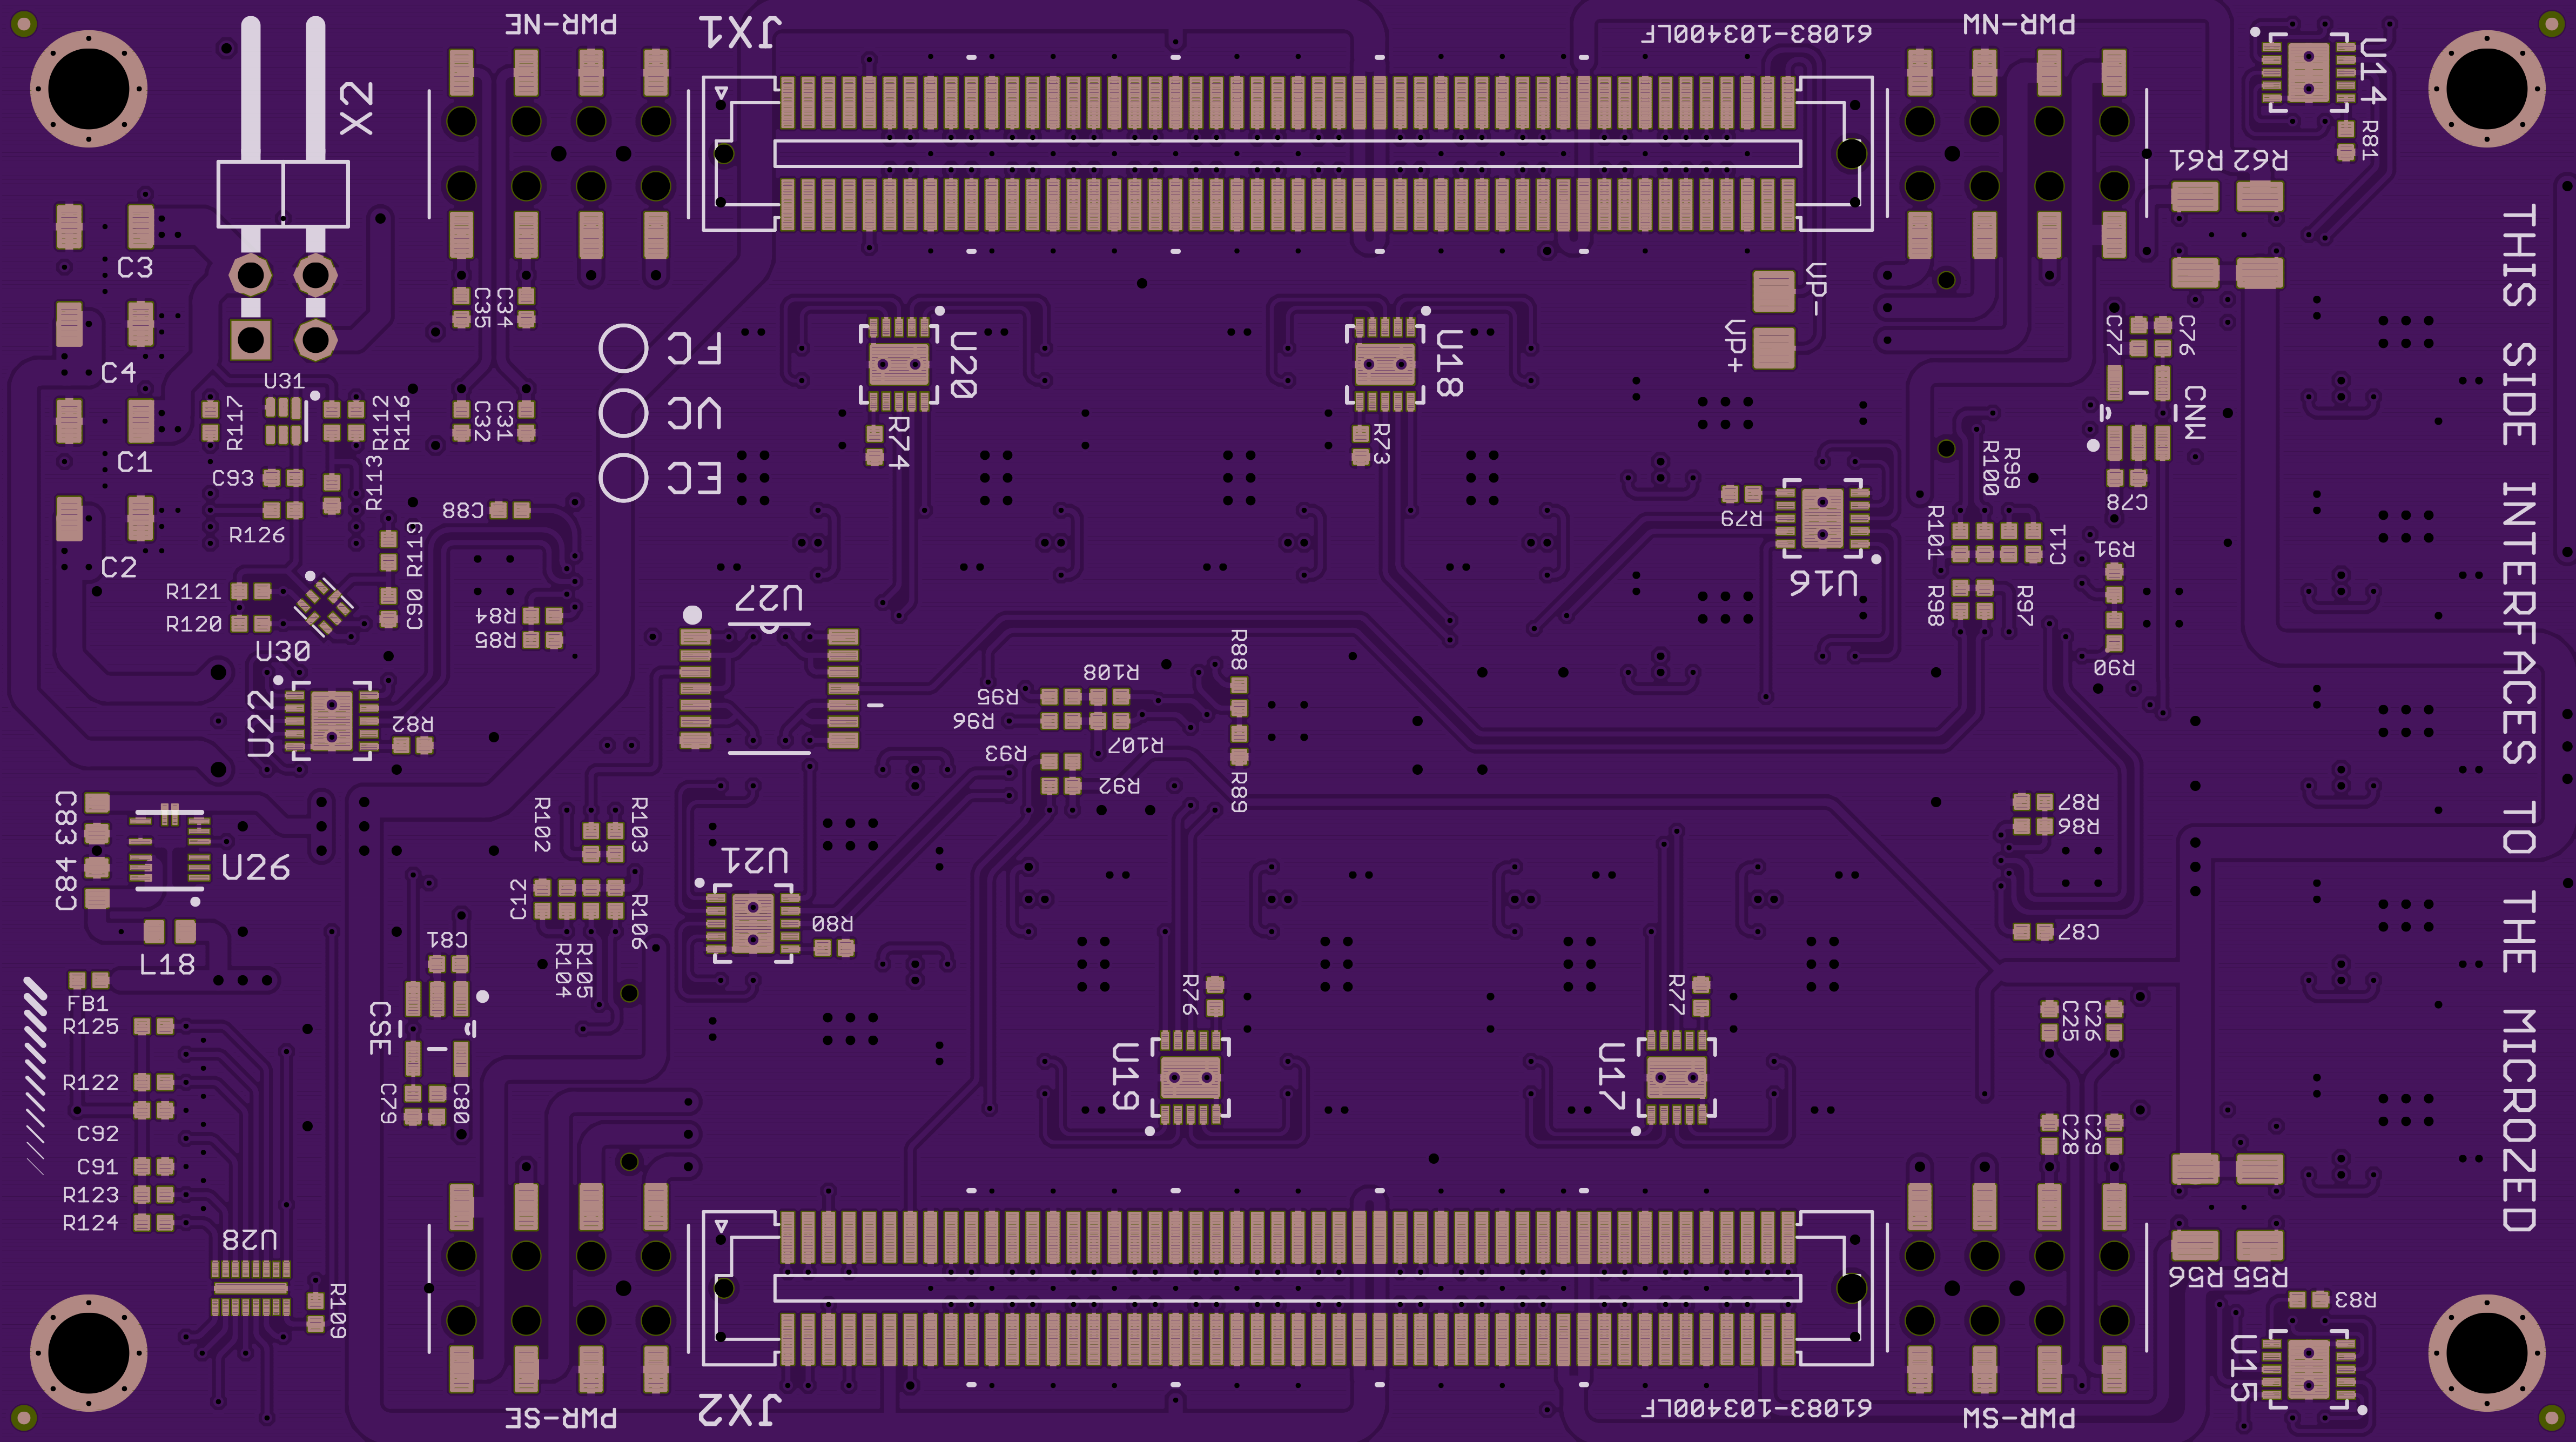 PWR-NE
JX1
61083-103400LF
PWR-NW
U14
X2
R81
R61
R62
C3
C35
C34
VP-
VP+
FC
VC
EC
C4
U31
U20
U18
C77
C76
CNW
R117
R112
R116
C32
C31
R74
R73
C1
C93
R113
C88
R79
R100
R99
C78
R126
R119
R101
C11
R91
C2
U16
R121
R120
C90
R84
R85
U27
R98
R97
R90
U30
R88
U22
R82
R108
R95
R96
R107
R93
R92
R89
C83
R102
R103
R87
R86
U26
C84
U21
C12
R106
R80
C87
C81
L18
R104
R105
FB1
R76
R77
R125
CSE
C25
C26
R122
U19
U17
C79
C80
C92
C28
C29
C91
R123
R124
U28
R109
R56
R55
R83
U15
JX2
PWR-SE
61083-103400LF
PWR-SW
THIS SIDE INTERFACES TO THE MICROZED